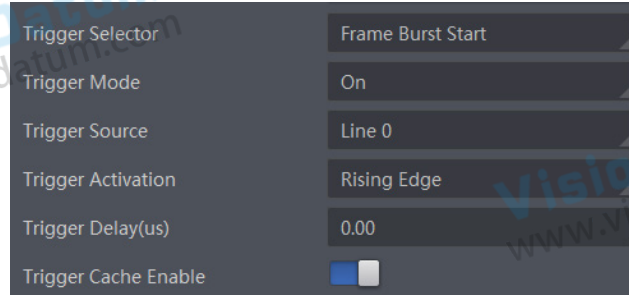 Trigger Selector Frame Burst Start
Trigger Mode On
Trigger Source Line 0
Trigger Activation Rising Edge
Trigger Delay(us) 0.00
Trigger Cache Enable